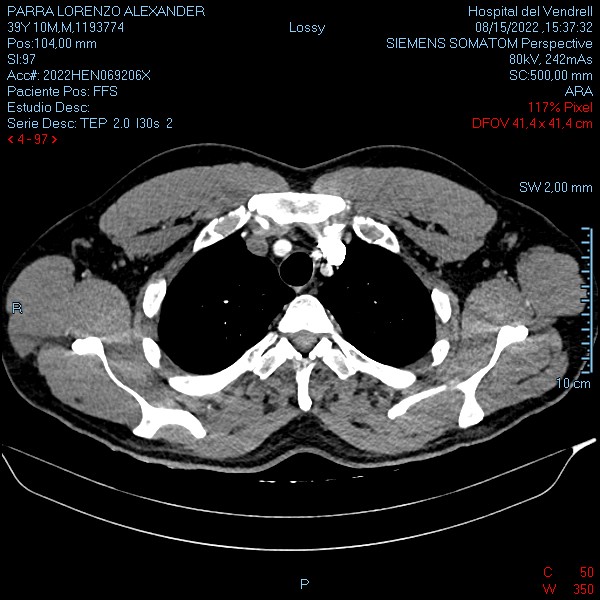 PARRA LORENZO ALEXANDER
39Y 10M,M,1193774
Pos:104,00 mm
SI:97
Acc#: 2022HEN069206X
Paciente Pos: FFS
Estudio Desc:
Serie Desc: TEP 2.0 I30s 2
< 4 - 97 >
Lossy
Hospital del Vendrell
08/15/2022 ,15:37:32
SIEMENS SOMATOM Perspective
80kV, 242mAs
SC:500,00 mm
ARA
117% Pixel
DFOV 41,4 x 41,4 cm
SW 2,00 mm
R
10 cm
P
C 50
W 350